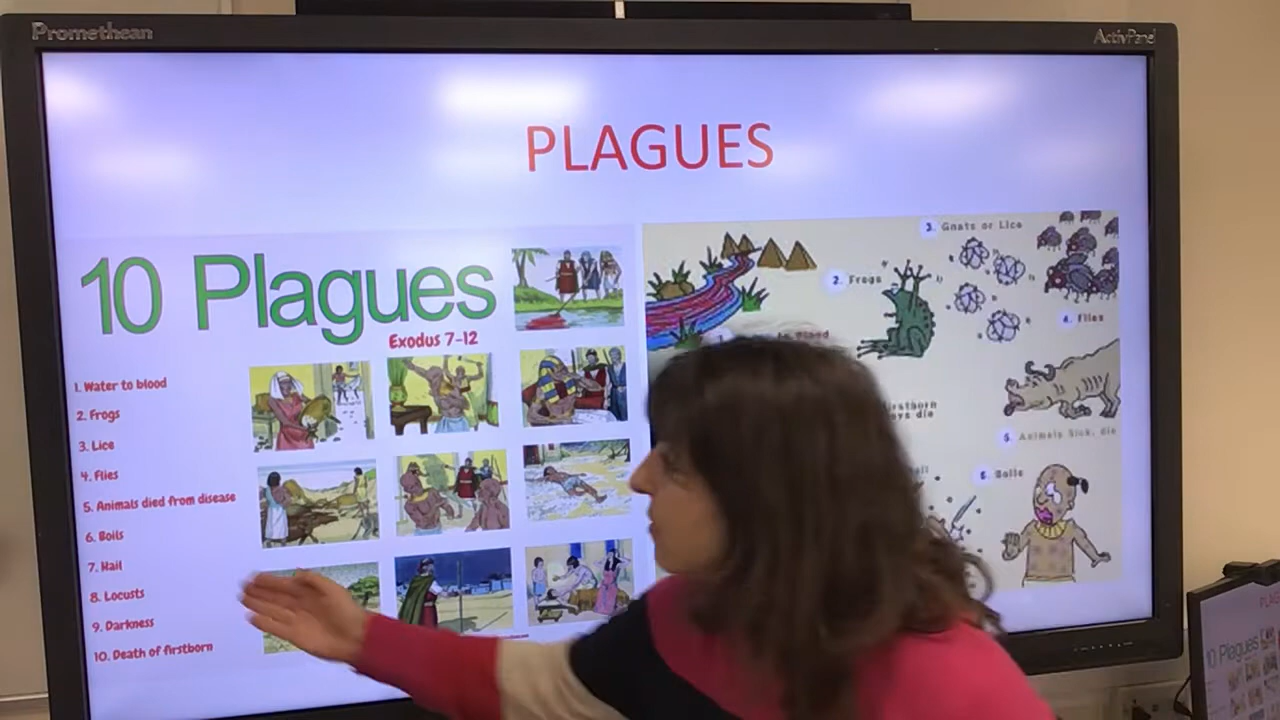 Promethean
ActivPanel
PLAGUES
10 Plagues
Exodus 7-12
1. Water to blood
2. Frogs
3. Lice
4. Flies
5. Animals died from disease
6. Boils
7. Hail
8. Locusts
9. Darkness
10. Death of firstborn
3. Gnats or Lice
2. Frogs
4. Flies
Blood
die
5. Animals Sick, die
6. Boils
10 Plagues